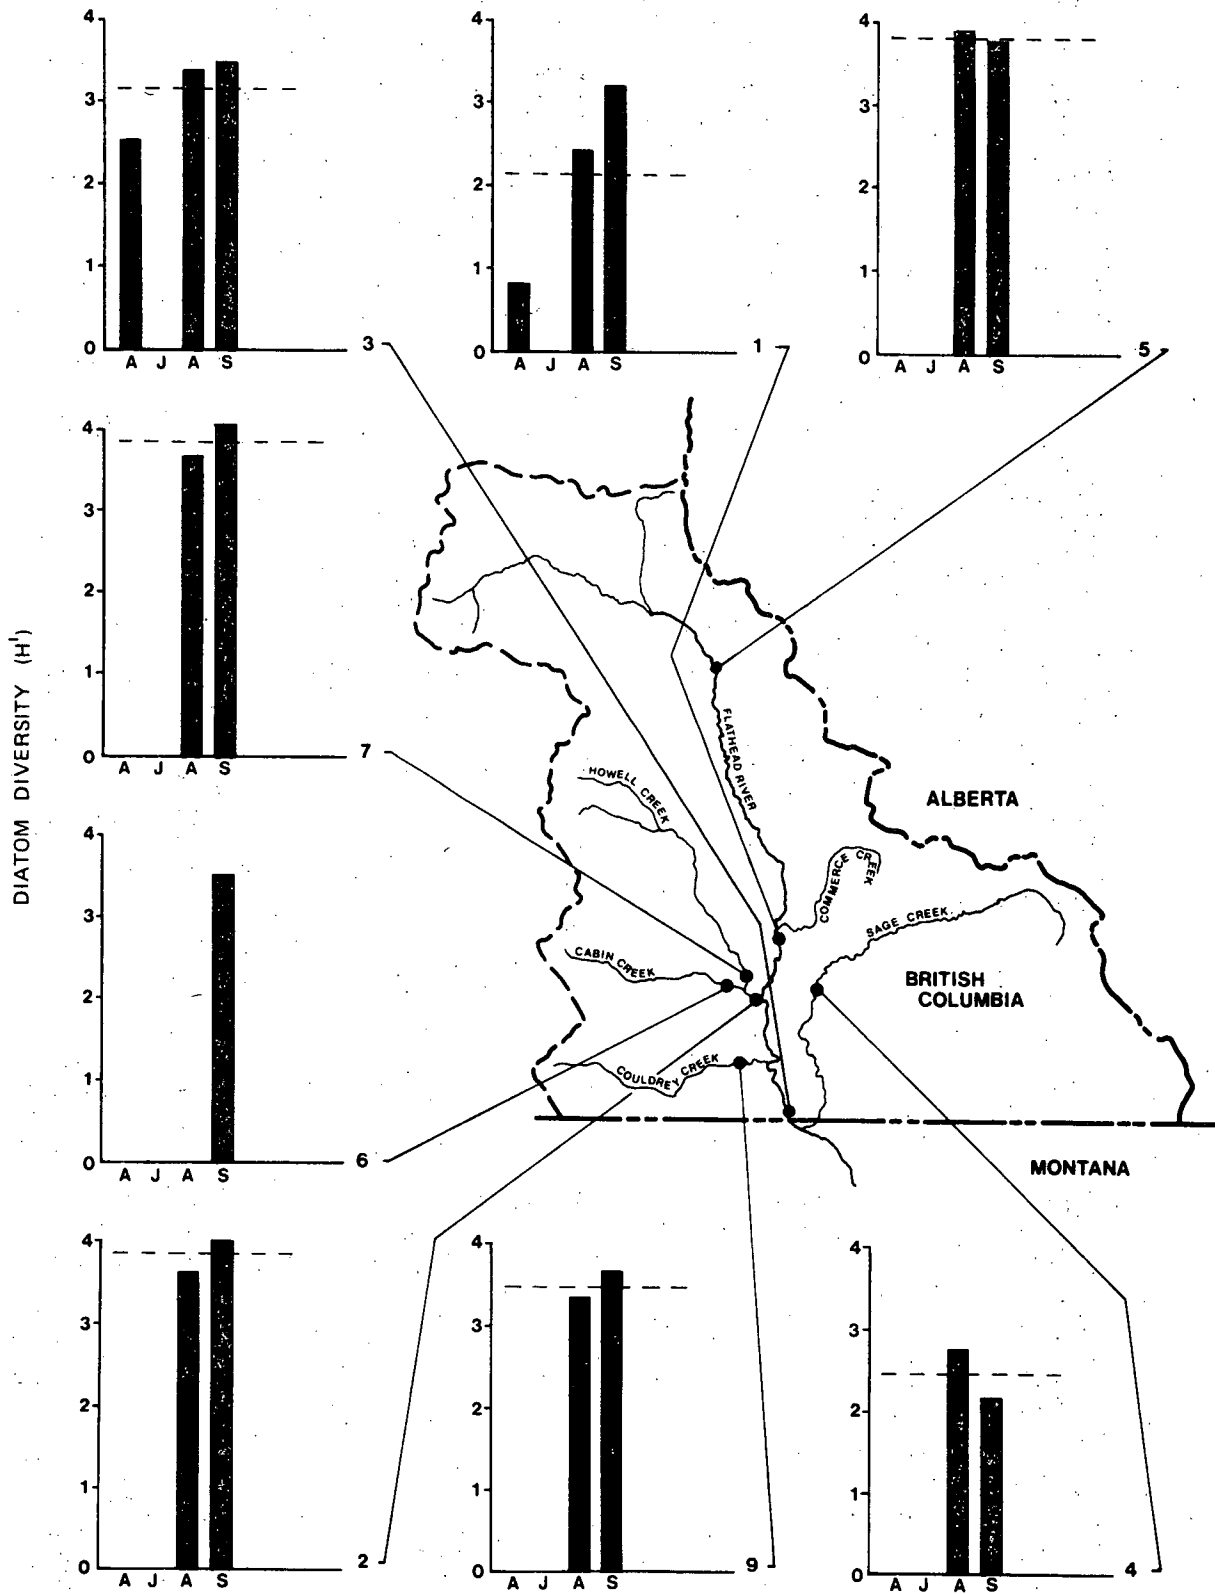 4
3
2
1
0
A J A S
3
4
3
2
1
0
A J A S
1
4
3
2
1
0
A J A S
5
4
3
2
1
0
A J A S
7
DIATOM DIVERSITY (H')
4
3
2
1
0
A J A S
6
4
3
2
1
0
A J A S
2
4
3
2
1
0
A J A S
9
4
3
2
1
0
A J A S
4
FLATHEAD RIVER
HOWELL CREEK
ALBERTA
COMMERCE CREEK
SAGE CREEK
CABIN CREEK
BRITISH
COLUMBIA
COULDREY CREEK
MONTANA